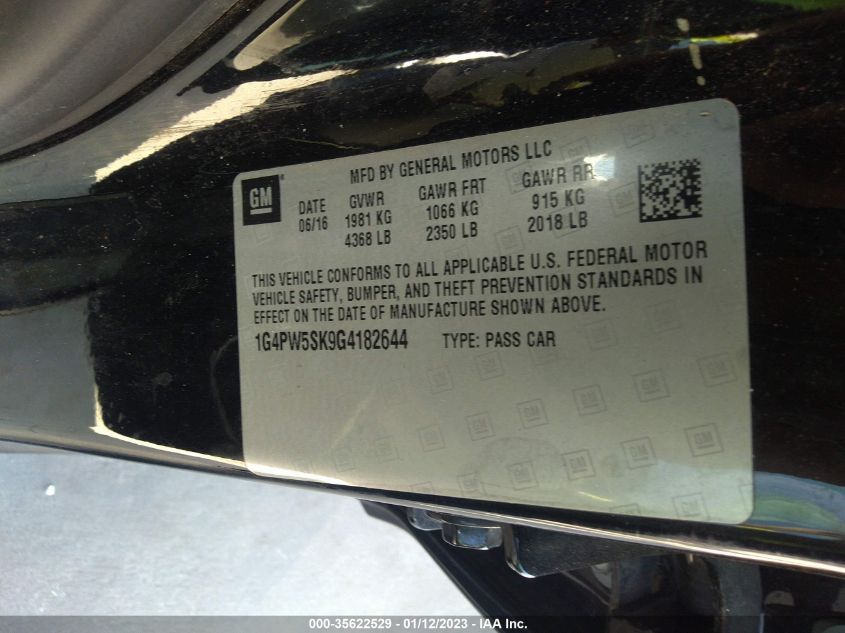 GM
MFD BY GENERAL MOTORS LLC
DATE GVWR GAWR FRT GAWR RR
06/16 1981 KG 1066 KG 915 KG
4368 LB 2350 LB 2018 LB
THIS VEHICLE CONFORMS TO ALL APPLICABLE U.S. FEDERAL MOTOR
VEHICLE SAFETY, BUMPER, AND THEFT PREVENTION STANDARDS IN
EFFECT ON THE DATE OF MANUFACTURE SHOWN ABOVE.
1G4PW5SK9G4182644 TYPE: PASS CAR
000-35622529 - 01/12/2023 - IAA Inc.